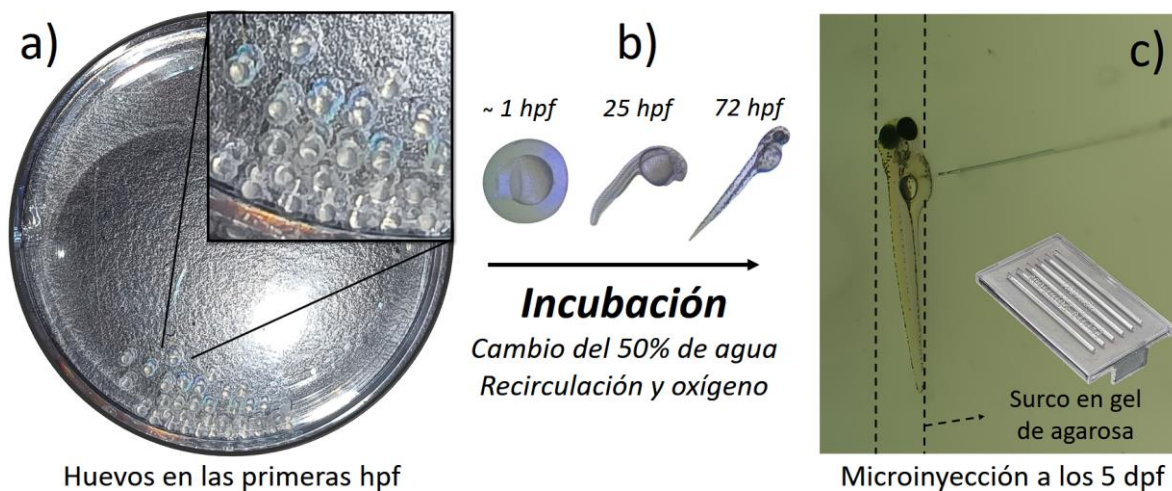 a)
Huevos en las primeras hpf
b)
~ 1 hpf 25 hpf 72 hpf
Incubación
Cambio del 50% de agua
Recirculación y oxígeno
c)
Surco en gel
de agarosa
Microinyección a los 5 dpf